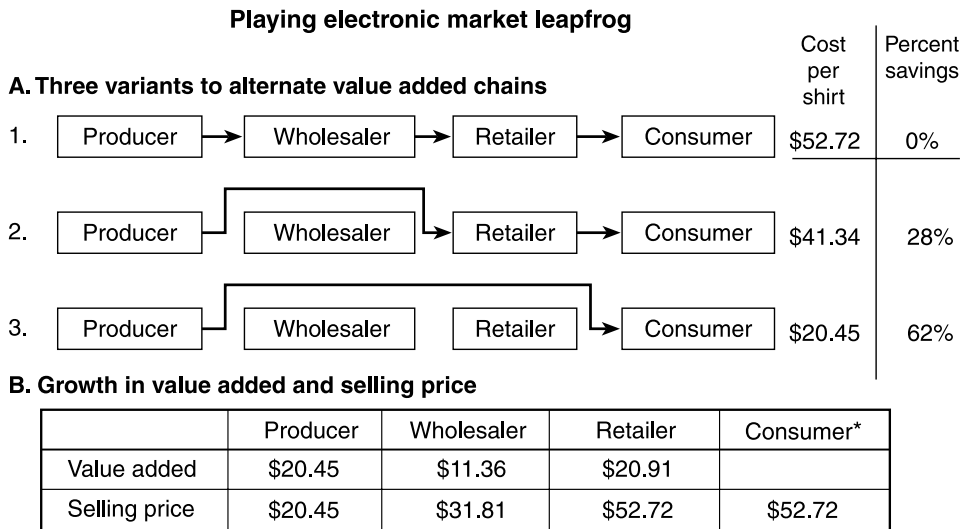 Playing electronic market leapfrog
Cost per shirt
Percent savings
A. Three variants to alternate value added chains
1. Producer Wholesaler Retailer Consumer $52.72 0%
2. Producer Wholesaler Retailer Consumer $41.34 28%
3. Producer Wholesaler Retailer Consumer $20.45 62%
B. Growth in value added and selling price
Producer Wholesaler Retailer Consumer*
Value added $20.45 $11.36 $20.91
Selling price $20.45 $31.81 $52.72 $52.72